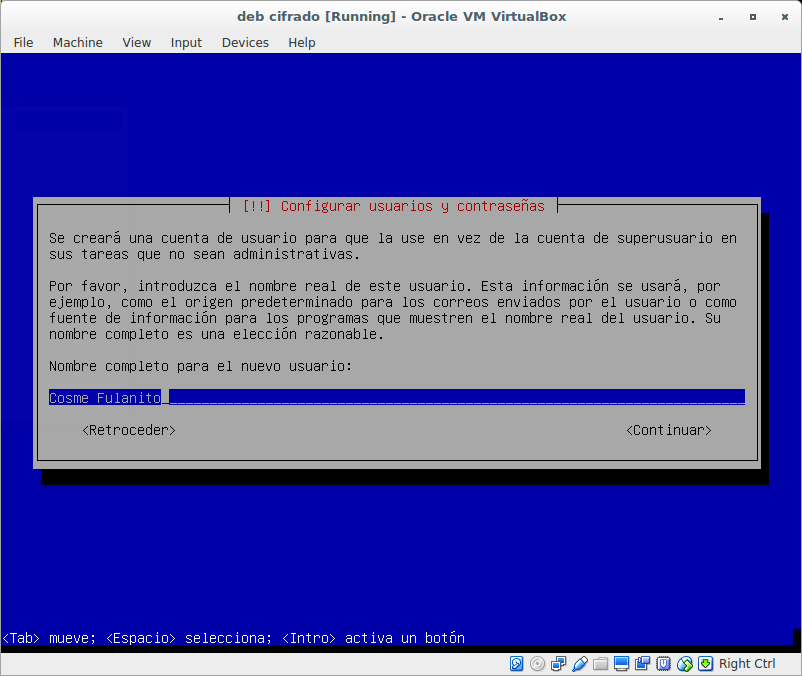 deb cifrado [Running] - Oracle VM VirtualBox
File Machine View Input Devices Help
[!!] Configurar usuarios y contraseñas
Se creará una cuenta de usuario para que la use en vez de la cuenta de superusuario en
sus tareas que no sean administrativas.
Por favor, introduzca el nombre real de este usuario. Esta información se usará, por
ejemplo, como el origen predeterminado para los correos enviados por el usuario o como
fuente de información para los programas que muestren el nombre real del usuario. Su
nombre completo es una elección razonable.
Nombre completo para el nuevo usuario:
Cosme Fulanito
<Retroceder> <Continuar>
<Tab> mueve; <Espacio> selecciona; <Intro> activa un botón
Right Ctrl